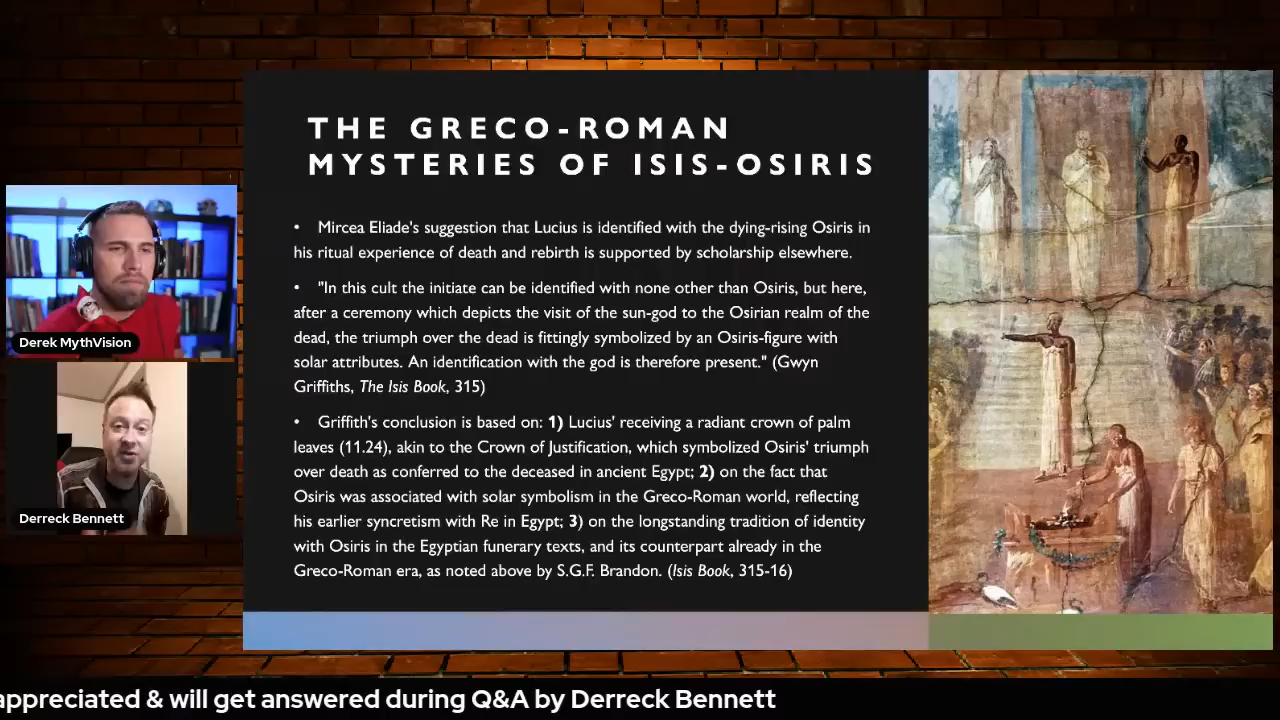 THE GRECO-ROMAN
MYSTERIES OF ISIS-OSIRIS
• Mircea Eliade's suggestion that Lucius is identified with the dying-rising Osiris in
his ritual experience of death and rebirth is supported by scholarship elsewhere.
• "In this cult the initiate can be identified with none other than Osiris, but here,
after a ceremony which depicts the visit of the sun-god to the Osirian realm of the
dead, the triumph over the dead is fittingly symbolized by an Osiris-figure with
solar attributes. An identification with the god is therefore present." (Gwyn
Griffiths, The Isis Book, 315)
• Griffith's conclusion is based on: 1) Lucius' receiving a radiant crown of palm
leaves (11.24), akin to the Crown of Justification, which symbolized Osiris' triumph
over death as conferred to the deceased in ancient Egypt; 2) on the fact that
Osiris was associated with solar symbolism in the Greco-Roman world, reflecting
his earlier syncretism with Re in Egypt; 3) on the longstanding tradition of identity
with Osiris in the Egyptian funerary texts, and its counterpart already in the
Greco-Roman era, as noted above by S.G.F. Brandon. (Isis Book, 315-16)
Derek MythVision
Derreck Bennett
appreciated & will get answered during Q&A by Derreck Bennett